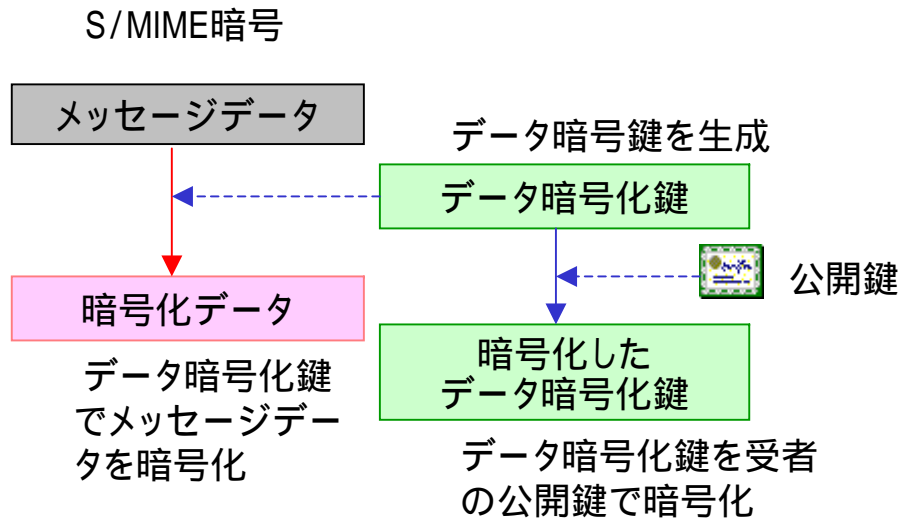 S/MIME暗号
メッセージデータ
データ暗号鍵を生成
データ暗号化鍵
公開鍵
暗号化データ
暗号化した
データ暗号化鍵
データ暗号化鍵
でメッセージデー
タを暗号化
データ暗号化鍵を受者
の公開鍵で暗号化